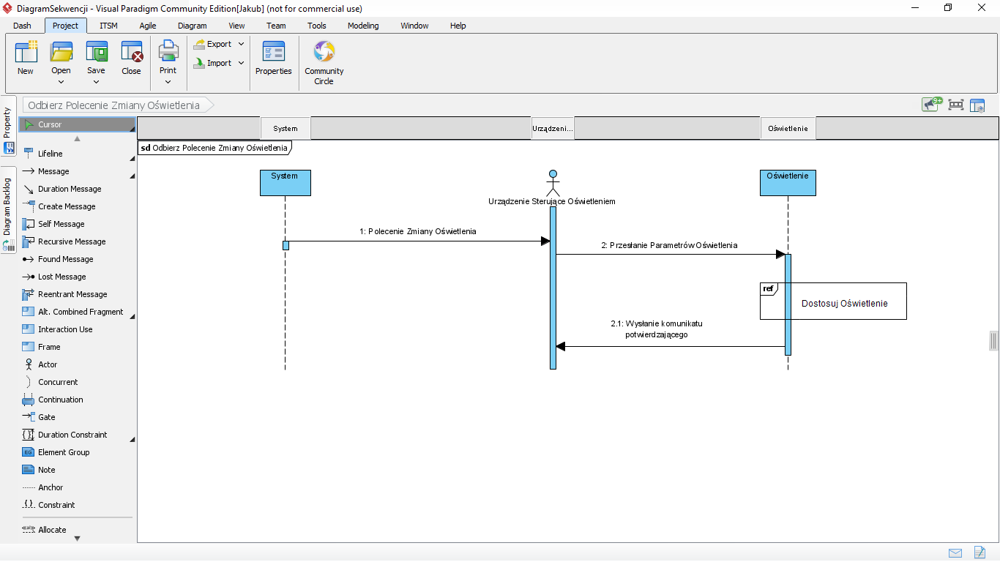 DiagramSekwencji - Visual Paradigm Community Edition[Jakub] (not for commercial use)
Dash Project ITSM Agile Diagram View Team Tools Modeling Window Help
New Open Save Close Print Export Import Properties Community Circle
9+
Odbierz Polecenie Zmiany Oświetlenia
Property
Diagram Backlog
Cursor
Lifeline
Message
Duration Message
Create Message
Self Message
Recursive Message
Found Message
Lost Message
Reentrant Message
Alt. Combined Fragment
Interaction Use
Frame
Actor
Concurrent
Continuation
Gate
Duration Constraint
EG Element Group
Note
Anchor
{..} Constraint
Allocate
System Urządzeni... Oświetlenie
sd Odbierz Polecenie Zmiany Oświetlenia
System
Oświetlenie
Urządzenie Sterujące Oświetleniem
1: Polecenie Zmiany Oświetlenia
2: Przesłanie Parametrów Oświetlenia
ref
Dostosuj Oświetlenie
2.1: Wysłanie komunikatu
potwierdzającego